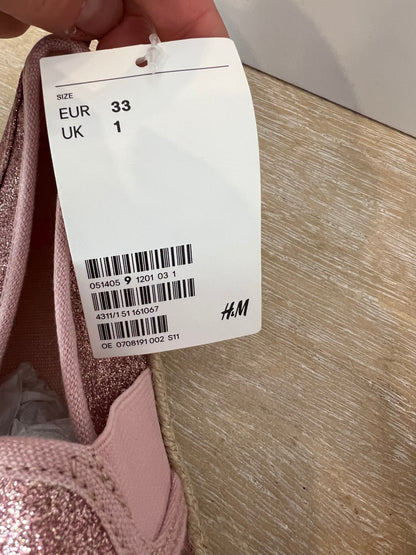 SIZE
EUR 33
UK 1
051405 9 1201 03 1
4311/1 51 161067
H&M
OE 0708191 002 S11